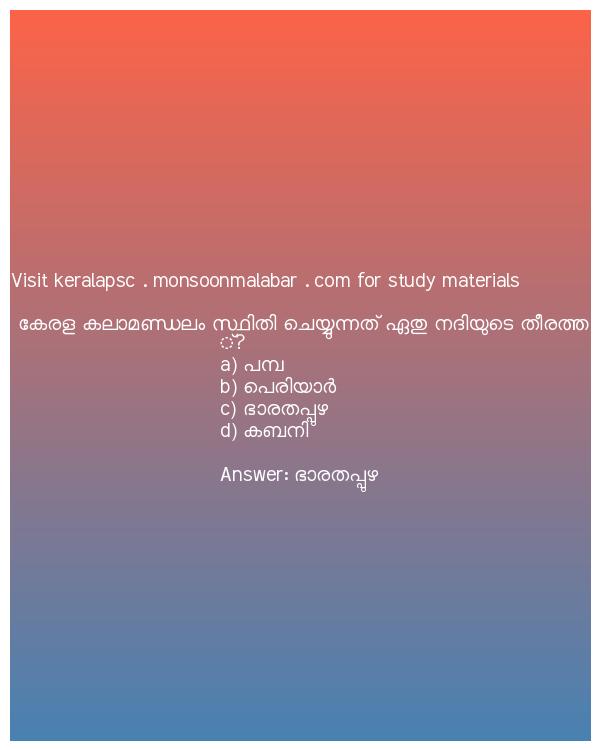 Visit keralapsc . monsoonmalabar . com for study materials
കേരള കലാമണ്ഡലം സ്ഥിതി ചെയ്യുന്നത് ഏതു നദിയുടെ തീരത്ത
്?
a) പമ്പ
b) പെരിയാർ
c) ഭാരതപ്പുഴ
d) കബനി
Answer: ഭാരതപ്പുഴ